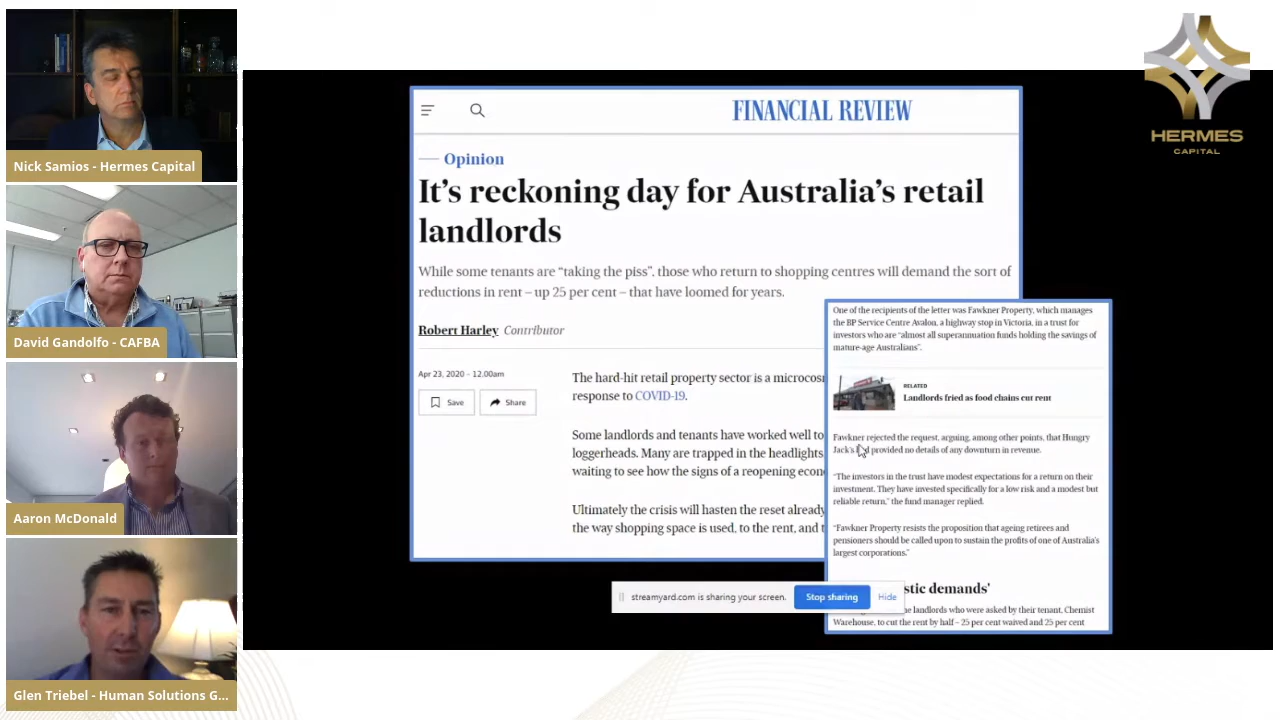 Nick Samios - Hermes Capital
David Gandolfo - CAFBA
Aaron McDonald
Glen Triebel - Human Solutions G...
FINANCIAL REVIEW
Opinion
It's reckoning day for Australia's retail
landlords
While some tenants are “taking the piss”, those who return to shopping centres will demand the sort of
reductions in rent – up 25 per cent – that have loomed for years.
Robert Harley Contributor
Apr 23, 2020 - 12.00am
Save
Share
The hard-hit retail property sector is a microcos
response to COVID-19.
Some landlords and tenants have worked well to
loggerheads. Many are trapped in the headlights
waiting to see how the signs of a reopening econ
Ultimately the crisis will hasten the reset already
the way shopping space is used, to the rent, and t
One of the recipients of the letter was Fawkner Property, which manages
the BP Service Centre Avalon, a highway stop in Victoria, in a trust for
investors who are “almost all superannuation funds holding the savings of
mature-age Australians”.
RELATED
Landlords fried as food chains cut rent
Fawkner rejected the request, arguing, among other points, that Hungry
Jack's had provided no details of any downturn in revenue.
“The investors in the trust have modest expectations for a return on their
investment. They have invested specifically for a low risk and a modest but
reliable return,” the fund manager replied.
“Fawkner Property resists the proposition that ageing retirees and
pensioners should be called upon to sustain the profits of one of Australia's
largest corporations.”
stic demands'
e landlords who were asked by their tenant, Chemist
Warehouse, to cut the rent by half – 25 per cent waived and 25 per cent
streamyard.com is sharing your screen.
Stop sharing
Hide
HERMES
CAPITAL